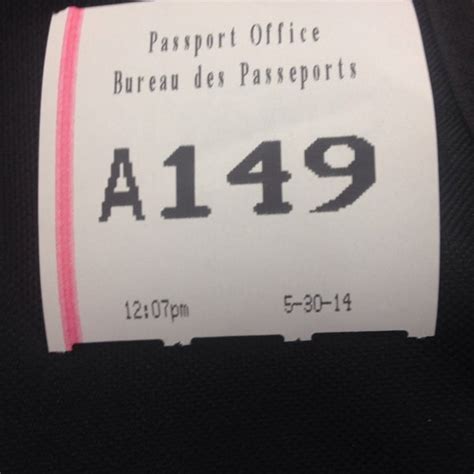 Passport Office
Bureau des Passeports
A149
12:07pm 5-30-14